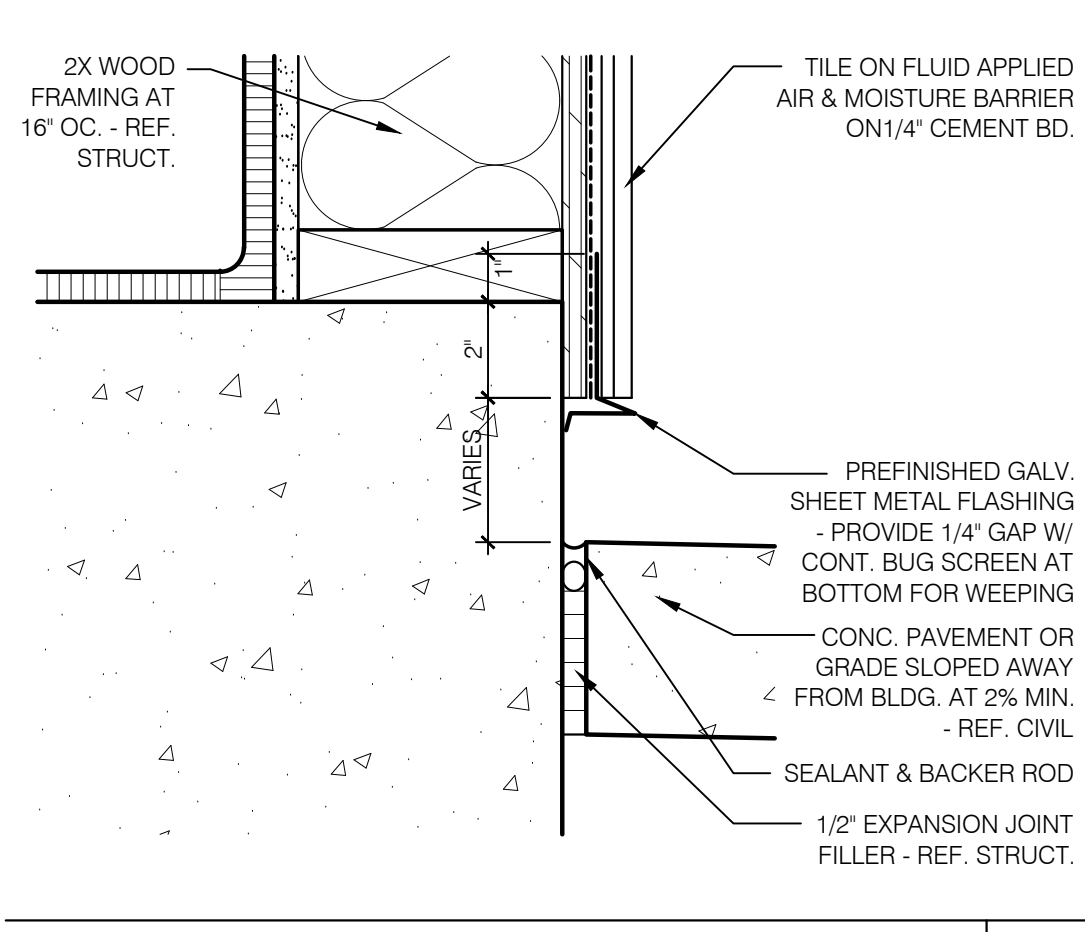 2X WOOD
FRAMING AT
16" OC. - REF.
STRUCT.
TILE ON FLUID APPLIED
AIR & MOISTURE BARRIER
ON1/4" CEMENT BD.
1"
2"
VARIES
PREFINISHED GALV.
SHEET METAL FLASHING
- PROVIDE 1/4" GAP W/
CONT. BUG SCREEN AT
BOTTOM FOR WEEPING
CONC. PAVEMENT OR
GRADE SLOPED AWAY
FROM BLDG. AT 2% MIN.
- REF. CIVIL
SEALANT & BACKER ROD
1/2" EXPANSION JOINT
FILLER - REF. STRUCT.